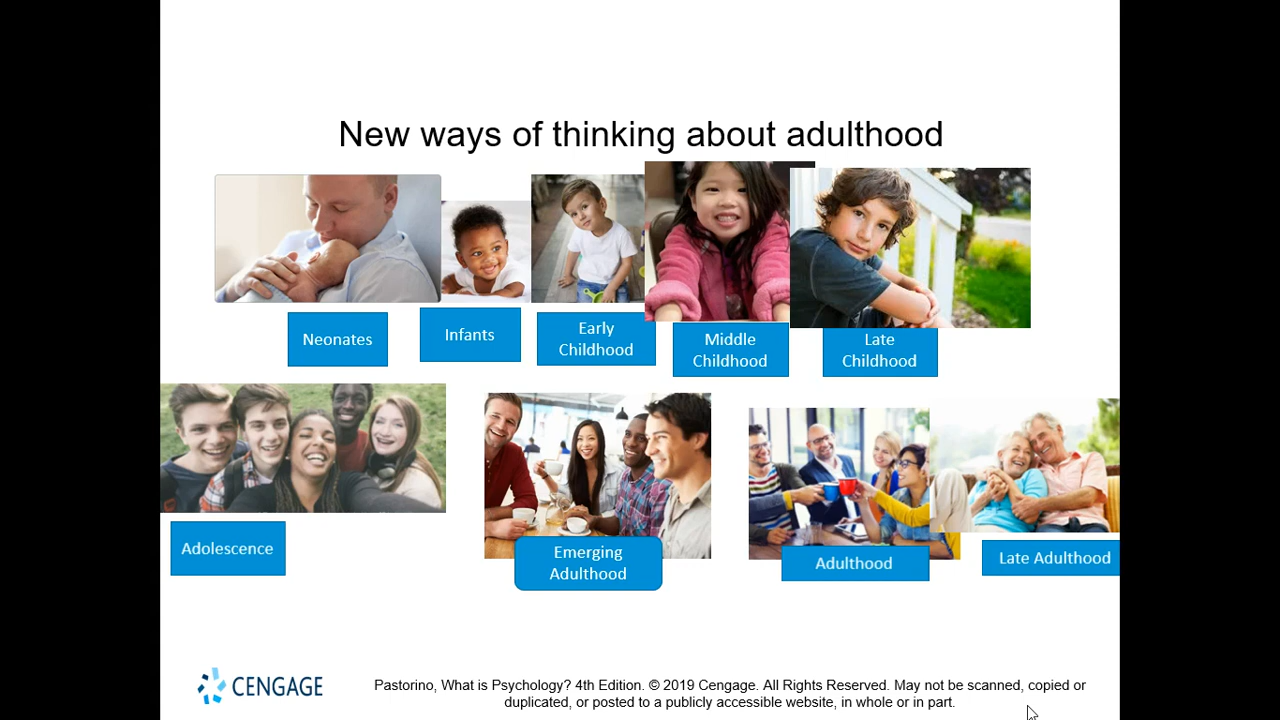 New ways of thinking about adulthood
Neonates
Infants
Early
Childhood
Middle
Childhood
Late
Childhood
Adolescence
Emerging
Adulthood
Adulthood
Late Adulthood
CENGAGE
Pastorino, What is Psychology? 4th Edition. © 2019 Cengage. All Rights Reserved. May not be scanned, copied or
duplicated, or posted to a publicly accessible website, in whole or in part.